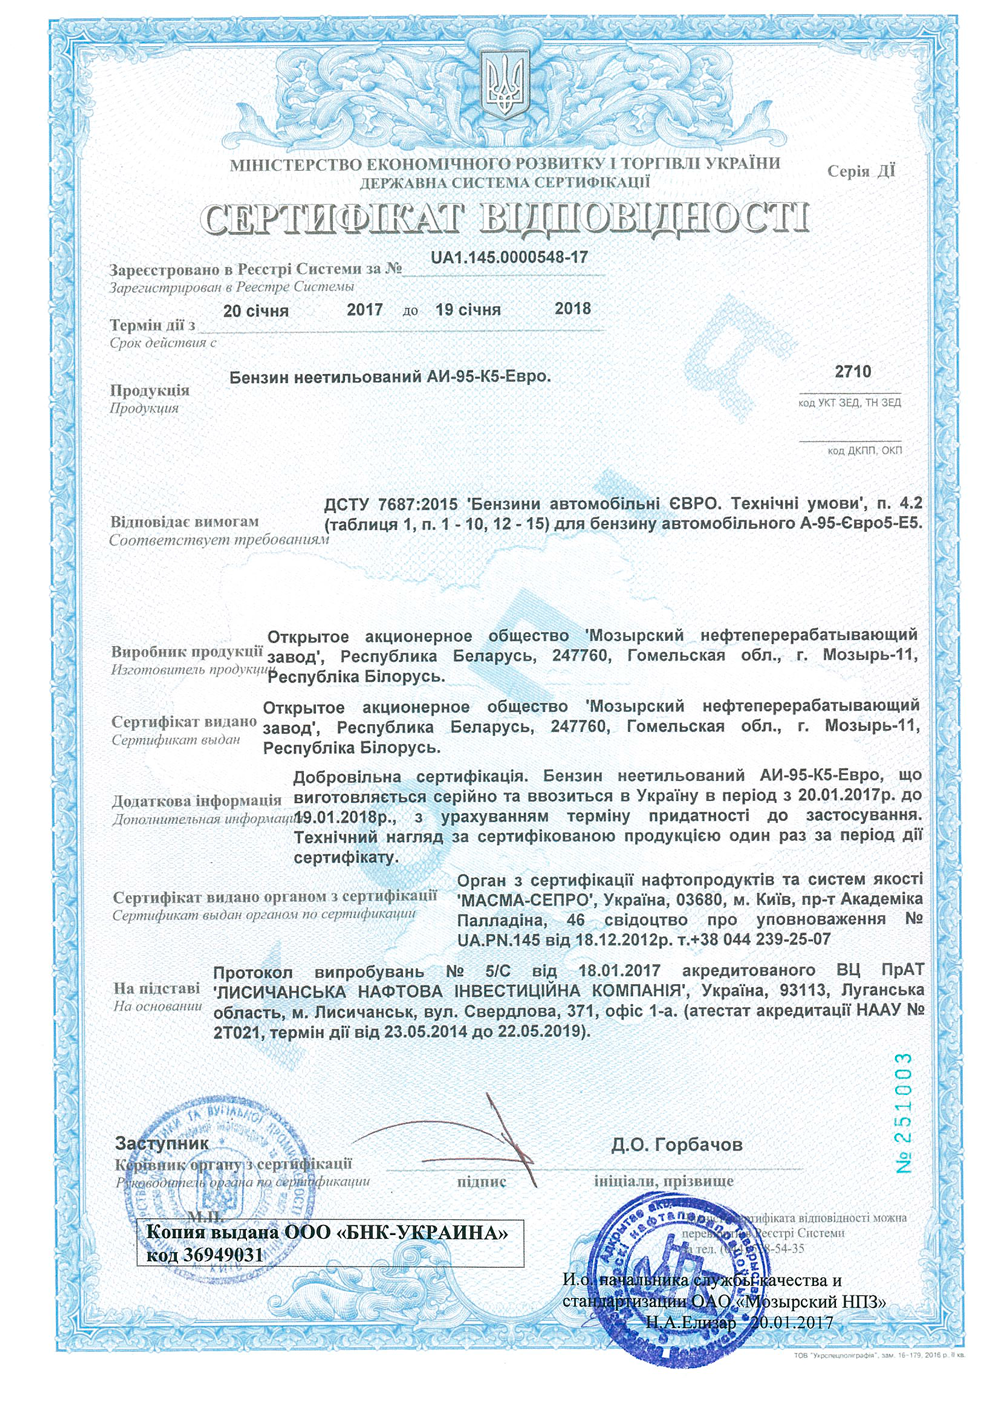 МІНІСТЕРСТВО ЕКОНОМІЧНОГО РОЗВИТКУ І ТОРГІВЛІ УКРАЇНИ
ДЕРЖАВНА СИСТЕМА СЕРТИФІКАЦІЇ
Серія ДЇ
СЕРТИФІКАТ ВІДПОВІДНОСТІ
Зареєстровано в Реєстрі Системи за № UA1.145.0000548-17
Зарегистрирован в Реестре Системы
Термін дії з 20 січня 2017 до 19 січня 2018
Срок действия с
Продукція Бензин неетильований АИ-95-К5-Евро. 2710
Продукция
код УКТ ЗЕД, ТН ЗЕД
код ДКПП, ОКП
Відповідає вимогам
Соответствует требованиям
ДСТУ 7687:2015 'Бензини автомобільні ЄВРО. Технічні умови', п. 4.2
(таблиця 1, п. 1 - 10, 12 - 15) для бензину автомобільного А-95-Євро5-Е5.
Виробник продукції
Изготовитель продукции
Открытое акционерное общество 'Мозырский нефтеперерабатывающий
завод', Республика Беларусь, 247760, Гомельская обл., г. Мозырь-11,
Республіка Білорусь.
Сертифікат видано
Сертификат выдан
Открытое акционерное общество 'Мозырский нефтеперерабатывающий
завод', Республика Беларусь, 247760, Гомельская обл., г. Мозырь-11,
Республіка Білорусь.
Додаткова інформація
Дополнительная информация
Добровільна сертифікація. Бензин неетильований АИ-95-К5-Евро, що
виготовляється серійно та ввозиться в Україну в період з 20.01.2017р. до
19.01.2018р., з урахуванням терміну придатності до застосування.
Технічний нагляд за сертифікованою продукцією один раз за період дії
сертифікату.
Сертифікат видано органом з сертифікації
Сертификат выдан органом по сертификации
Орган з сертифікації нафтопродуктів та систем якості
'МАСМА-СЕПРО', Україна, 03680, м. Київ, пр-т Академіка
Палладіна, 46 свідоцтво про уповноваження №
UA.PN.145 від 18.12.2012р. т.+38 044 239-25-07
На підставі
На основании
Протокол випробувань № 5/С від 18.01.2017 акредитованого ВЦ ПрАТ
'ЛИСИЧАНСЬКА НАФТОВА ІНВЕСТИЦІЙНА КОМПАНІЯ', Україна, 93113, Луганська
область, м. Лисичанськ, вул. Свердлова, 371, офіс 1-а. (атестат акредитації НААУ №
2Т021, термін дії від 23.05.2014 до 22.05.2019).
КОПІЯ
№ 251003
Заступник
Керівник органу з сертифікації
Руководитель органа по сертификации
підпис
Д.О. Горбачов
ініціали, прізвище
М.П.
Копия выдана ООО «БНК-УКРАИНА»
код 36949031
сертифіката відповідності можна
Реєстрі Системи
тел.
8-54-35
И.о. начальника службы качества и
стандартизации ОАО «Мозырский НПЗ»
Н.А.Елизар 20.01.2017
ТОВ "Укрспецполіграфія", зам. 16-179, 2016 р. II кв.